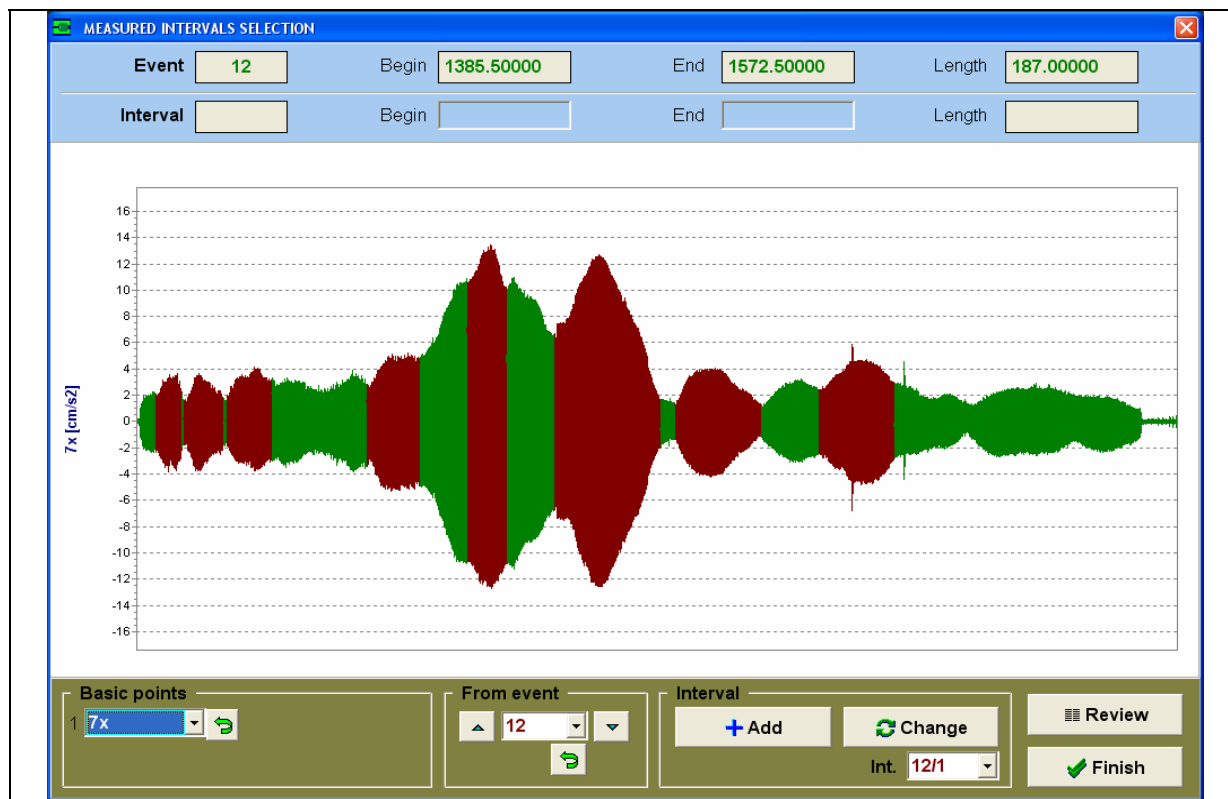 MEASURED INTERVALS SELECTION
Event 12 Begin 1385.50000 End 1572.50000 Length 187.00000
Interval Begin End Length
16
14
12
10
8
6
4
2
0
-2
-4
-6
-8
-10
-12
-14
-16
7x [cm/s2]
Basic points From event Interval
1 7x 12 Add Change Review
Int. 12/1 Finish